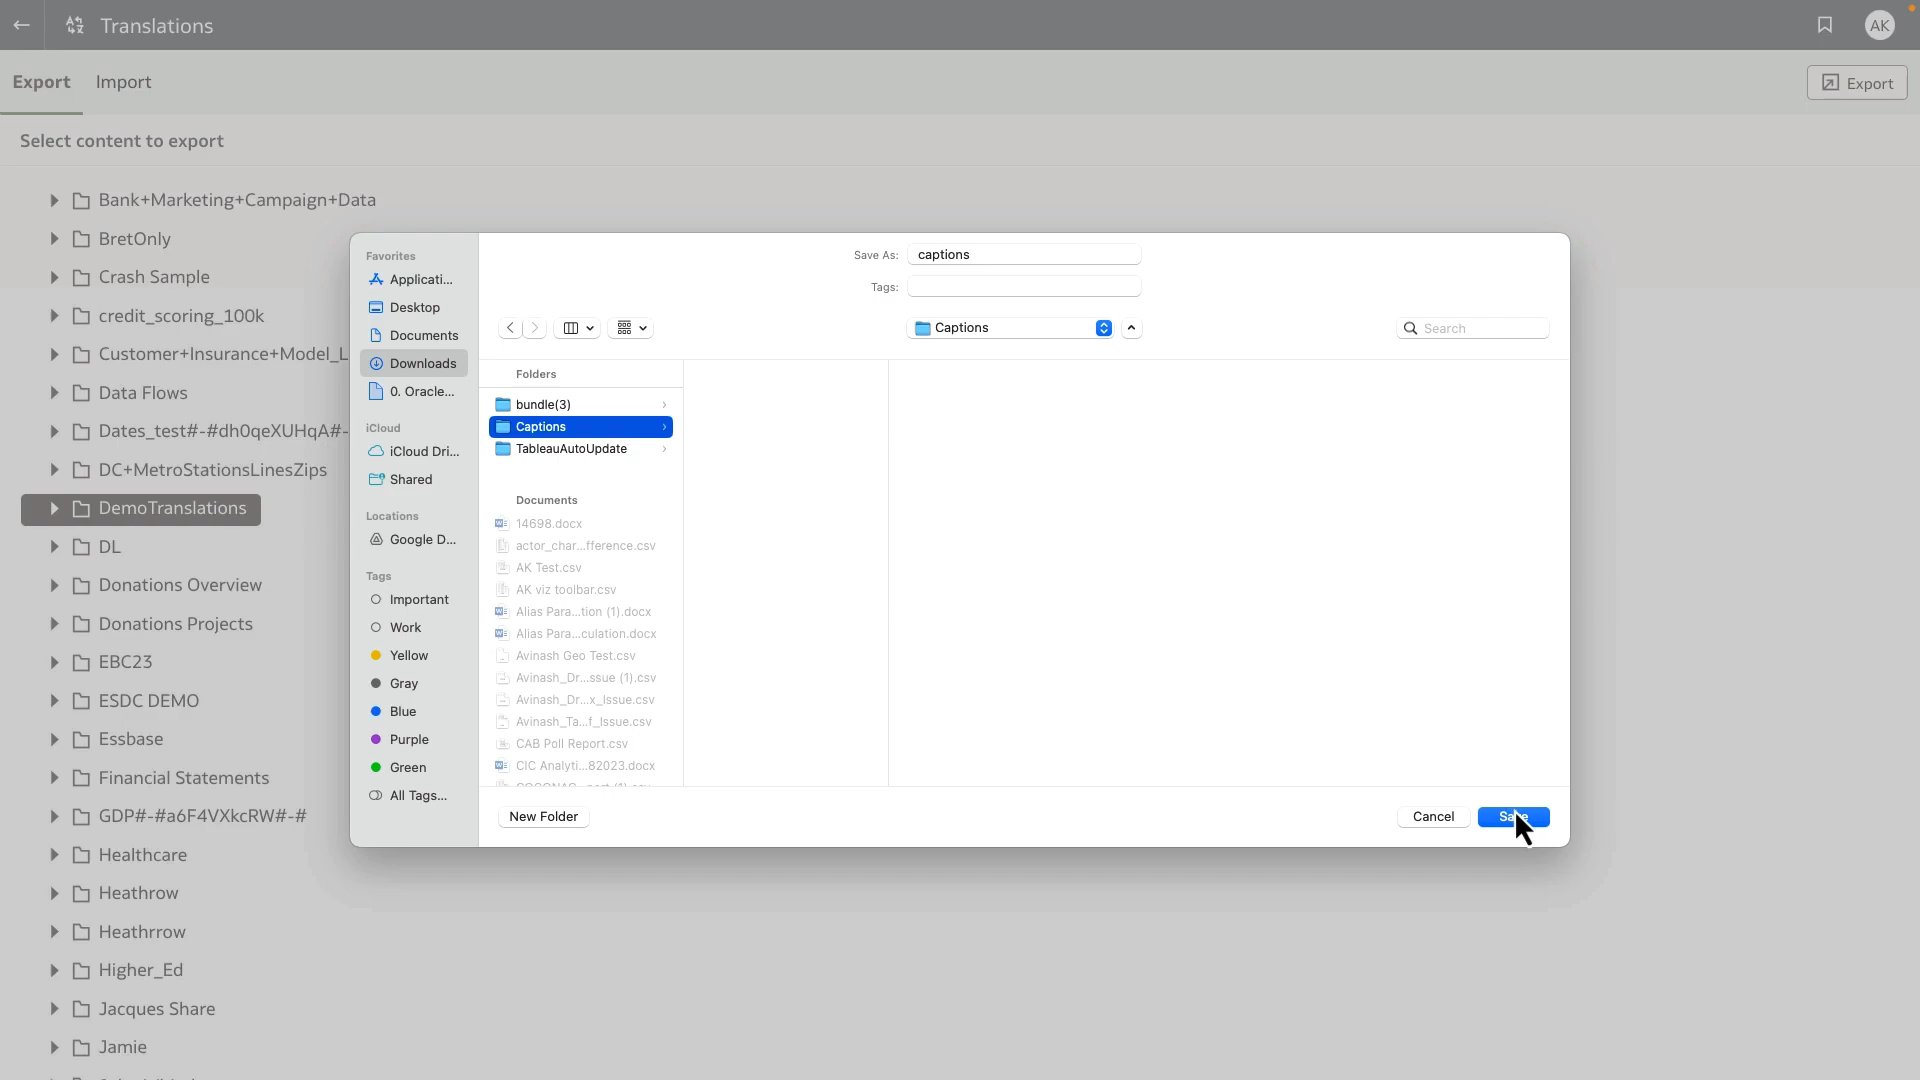 Translations
AK
Export
Import
Export
Select content to export
Bank+Marketing+Campaign+Data
BretOnly
Crash Sample
credit_scoring_100k
Customer+Insurance+Model_L
Data Flows
Dates_test#-#dh0qeXUHqA#-
DC+MetroStationsLinesZips
DemoTranslations
DL
Donations Overview
Donations Projects
EBC23
ESDC DEMO
Essbase
Financial Statements
GDP#-#a6F4VXkcRW#-#
Healthcare
Heathrow
Heathrrow
Higher_Ed
Jacques Share
Jamie
Favorites
Applicati...
Desktop
Documents
Downloads
0. Oracle...
iCloud
iCloud Dri...
Shared
Locations
Google D...
Tags
Important
Work
Yellow
Gray
Blue
Purple
Green
All Tags...
Save As:
captions
Tags:
Captions
Search
Folders
bundle(3)
Captions
TableauAutoUpdate
Documents
14698.docx
actor_char...fference.csv
AK Test.csv
AK viz toolbar.csv
Alias Para...tion (1).docx
Alias Para...culation.docx
Avinash Geo Test.csv
Avinash_Dr...ssue (1).csv
Avinash_Dr...x_Issue.csv
Avinash_Ta...f_Issue.csv
CAB Poll Report.csv
CIC Analyti...82023.docx
New Folder
Cancel